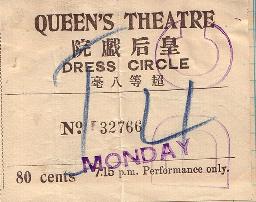 QUEEN'S THEATRE
院戲后皇
DRESS CIRCLE
毫八等超
No. 32766
I4
MONDAY
80 cents 7.15 p.m. Performance only.